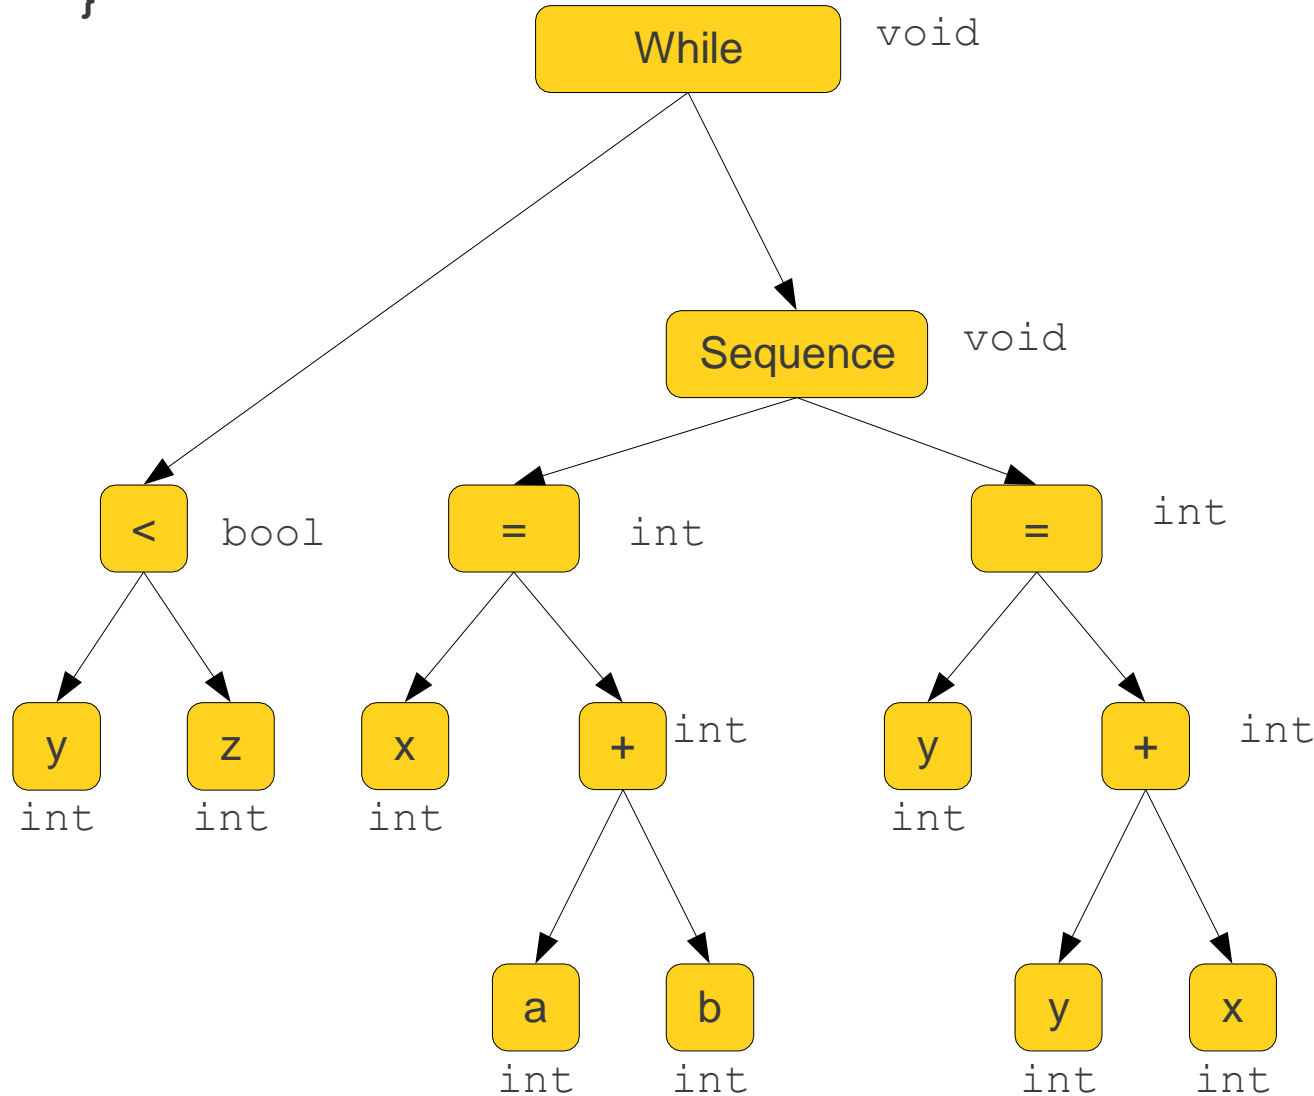 }
While void
Sequence void
< bool = int = int
y z x + int y + int
int int int int
a b y x
int int int int